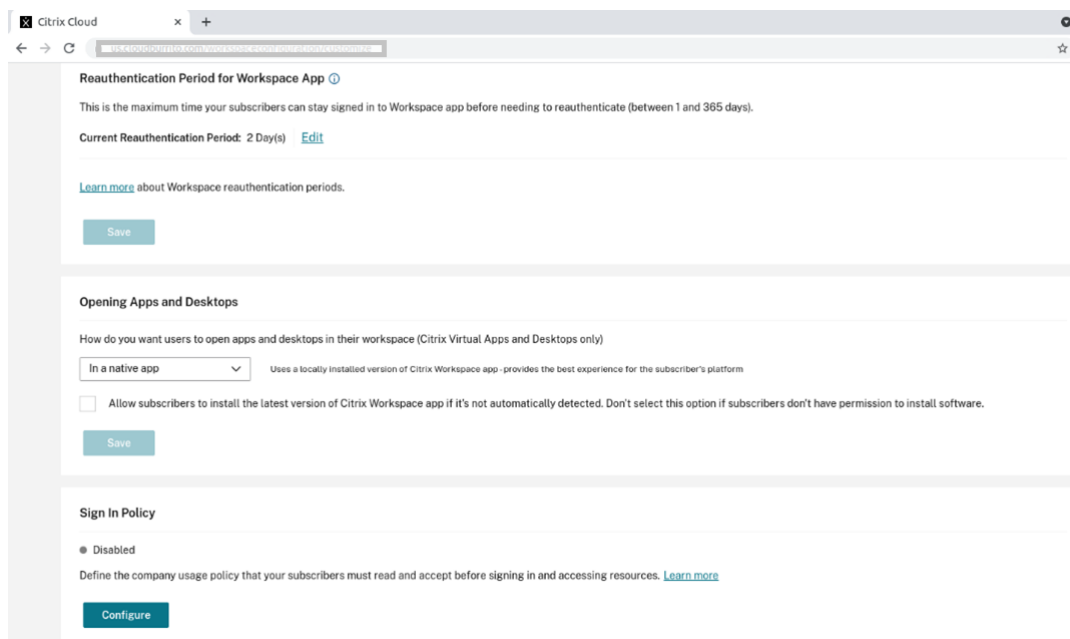 Citrix Cloud
Reauthentication Period for Workspace App
This is the maximum time your subscribers can stay signed in to Workspace app before needing to reauthenticate (between 1 and 365 days).
Current Reauthentication Period: 2 Day(s) Edit
Learn more about Workspace reauthentication periods.
Save
Opening Apps and Desktops
How do you want users to open apps and desktops in their workspace (Citrix Virtual Apps and Desktops only)
In a native app Uses a locally installed version of Citrix Workspace app - provides the best experience for the subscriber's platform
Allow subscribers to install the latest version of Citrix Workspace app if it's not automatically detected. Don't select this option if subscribers don't have permission to install software.
Save
Sign In Policy
Disabled
Define the company usage policy that your subscribers must read and accept before signing in and accessing resources. Learn more
Configure